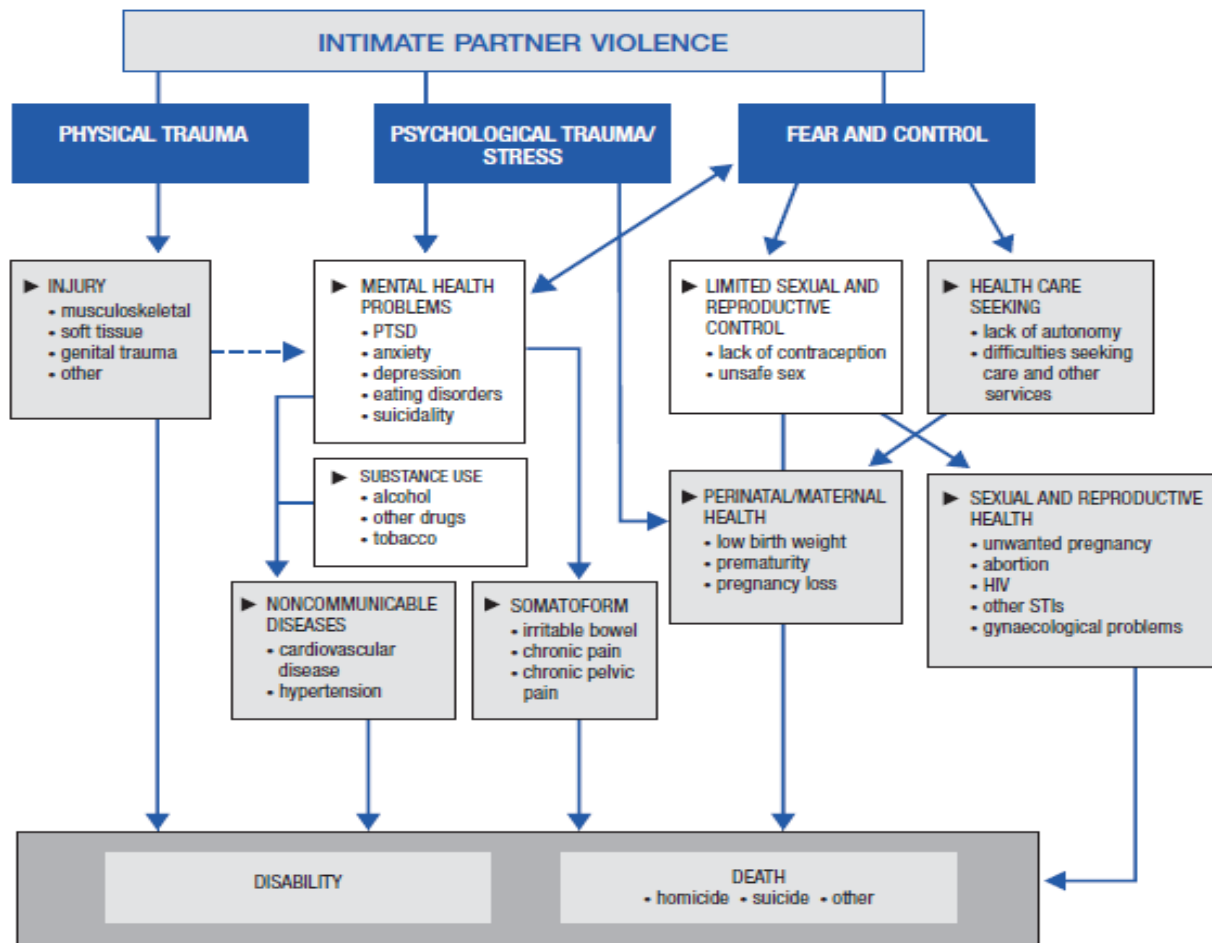 INTIMATE PARTNER VIOLENCE
PHYSICAL TRAUMA
PSYCHOLOGICAL TRAUMA/
STRESS
FEAR AND CONTROL
► INJURY
• musculoskeletal
• soft tissue
• genital trauma
• other
► MENTAL HEALTH
PROBLEMS
• PTSD
• anxiety
• depression
• eating disorders
• suicidality
► LIMITED SEXUAL AND
REPRODUCTIVE
CONTROL
• lack of contraception
• unsafe sex
► HEALTH CARE
SEEKING
• lack of autonomy
• difficulties seeking
care and other
services
► SUBSTANCE USE
• alcohol
• other drugs
• tobacco
► PERINATAL/MATERNAL
HEALTH
• low birth weight
• prematurity
• pregnancy loss
► SEXUAL AND REPRODUCTIVE
HEALTH
• unwanted pregnancy
• abortion
• HIV
• other STIs
• gynaecological problems
► NONCOMMUNICABLE
DISEASES
• cardiovascular
disease
• hypertension
► SOMATOFORM
• irritable bowel
• chronic pain
• chronic pelvic
pain
DISABILITY
DEATH
• homicide • suicide • other